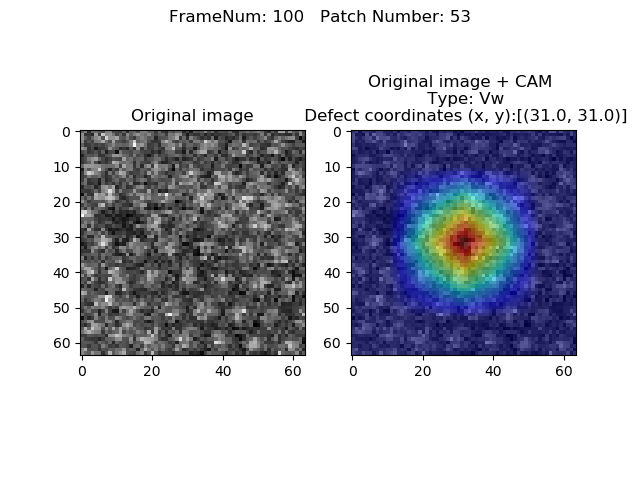 FrameNum: 100   Patch Number: 53
Original image + CAM
Type: Vw
Original image
Defect coordinates (x, y):[(31.0, 31.0)]
0
10
20
30
40
50
60
0 20 40 60
0
10
20
30
40
50
60
0 20 40 60